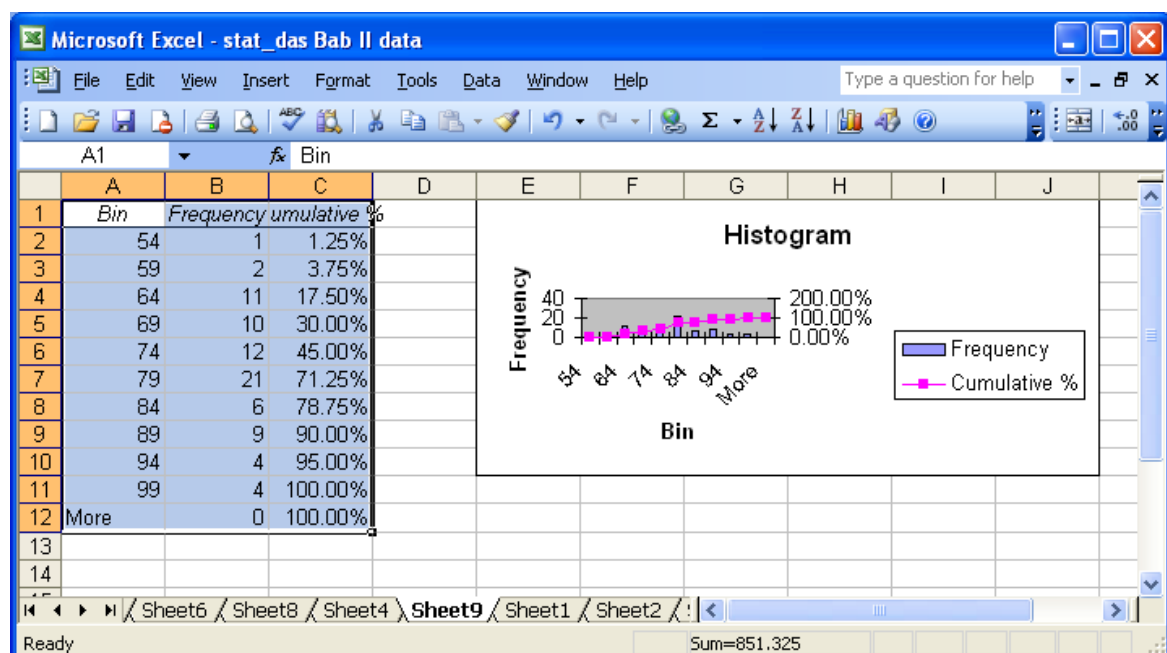 Microsoft Excel - stat_das Bab II data
File Edit View Insert Format Tools Data Window Help Type a question for help
A1 fx Bin
A B C D E F G H I J
1 Bin Frequency umulative %
2 54 1 1.25%
3 59 2 3.75%
4 64 11 17.50%
5 69 10 30.00%
6 74 12 45.00%
7 79 21 71.25%
8 84 6 78.75%
9 89 9 90.00%
10 94 4 95.00%
11 99 4 100.00%
12 More 0 100.00%
13
14
Histogram
Frequency
40 200.00%
20 100.00%
0 0.00%
54 64 74 84 94 More
Bin
Frequency
Cumulative %
Sheet6 Sheet8 Sheet4 Sheet9 Sheet1 Sheet2
Ready Sum=851.325